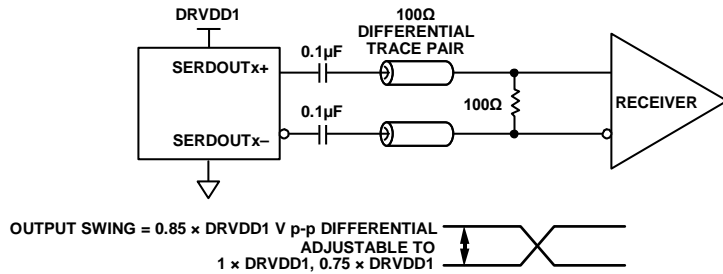 DRVDD1
100Ω
DIFFERENTIAL
TRACE PAIR
0.1µF
SERDOUTx+
0.1µF
100Ω
RECEIVER
SERDOUTx–
OUTPUT SWING = 0.85 × DRVDD1 V p-p DIFFERENTIAL
ADJUSTABLE TO
1 × DRVDD1, 0.75 × DRVDD1